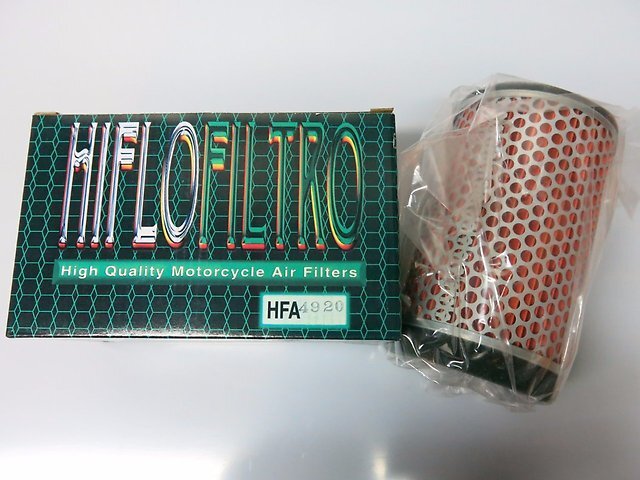 HIFLOFILTRO
High Quality Motorcycle Air Filters
HFA4920